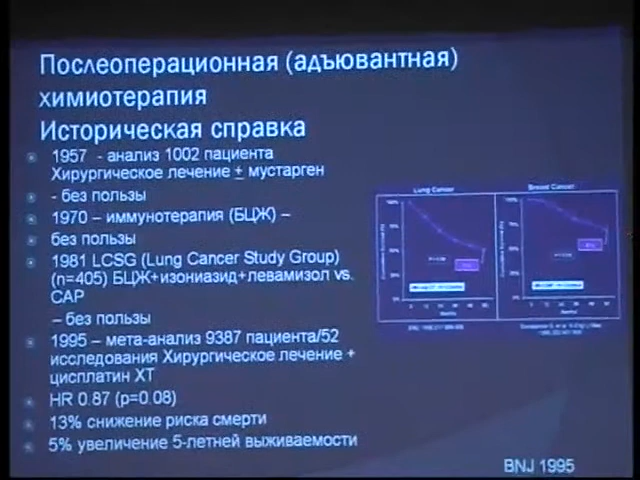 Послеоперационная (адъювантная)
химиотерапия
Историческая справка
1957 - анализ 1002 пациента
Хирургическое лечение ± мустарген
- без пользы
1970 – иммунотерапия (БЦЖ) –
без пользы
1981 LCSG (Lung Cancer Study Group)
(n=405) БЦЖ+изониазид+левамизол vs.
CAP
– без пользы
1995 – мета-анализ 9387 пациента/52
исследования Хирургическое лечение +
цисплатин ХТ
HR 0.87 (p=0.08)
13% снижение риска смерти
5% увеличение 5-летней выживаемости
Lung Cancer
Breast Cancer
BNJ 1995